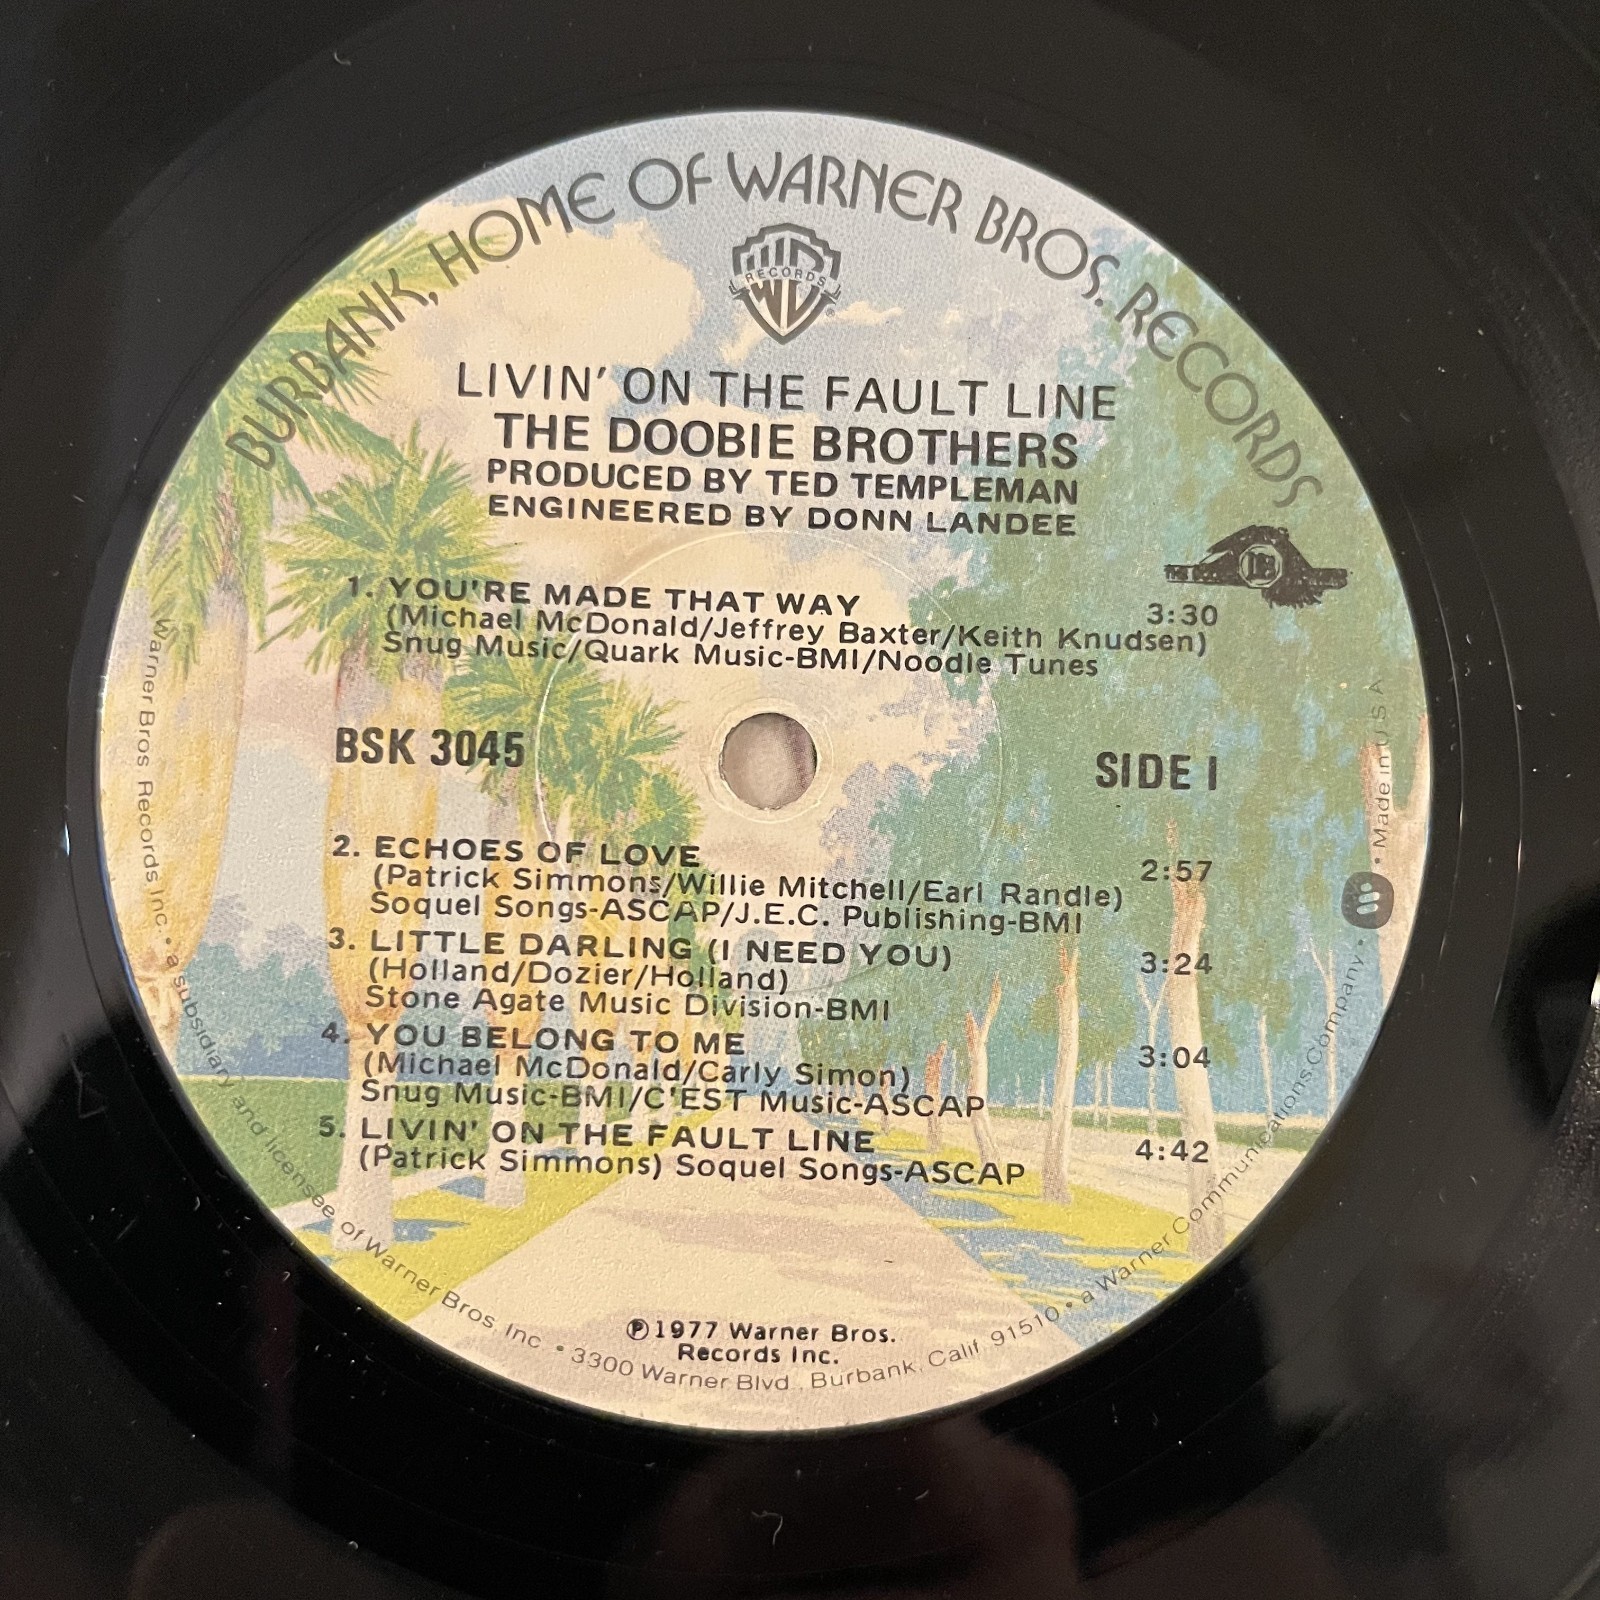 BURBANK, HOME OF WARNER BROS. RECORDS
RECORDS
LIVIN' ON THE FAULT LINE
THE DOOBIE BROTHERS
PRODUCED BY TED TEMPLEMAN
ENGINEERED BY DONN LANDEE
1. YOU'RE MADE THAT WAY 3:30
(Michael McDonald/Jeffrey Baxter/Keith Knudsen)
Snug Music/Quark Music-BMI/Noodle Tunes
BSK 3045 SIDE 1
2. ECHOES OF LOVE 2:57
(Patrick Simmons/Willie Mitchell/Earl Randle)
Soquel Songs-ASCAP/J.E.C. Publishing-BMI
3. LITTLE DARLING (I NEED YOU) 3:24
(Holland/Dozier/Holland)
Stone Agate Music Division-BMI
4. YOU BELONG TO ME 3:04
(Michael McDonald/Carly Simon)
Snug Music-BMI/C'EST Music-ASCAP
5. LIVIN' ON THE FAULT LINE 4:42
(Patrick Simmons) Soquel Songs-ASCAP
℗1977 Warner Bros.
Records Inc.
Warner Bros. Records Inc. • a subsidiary and licensee of Warner Bros. Inc. • 3300 Warner Blvd., Burbank, Calif. 91510 • a Warner Communications Company • • Made in U S A